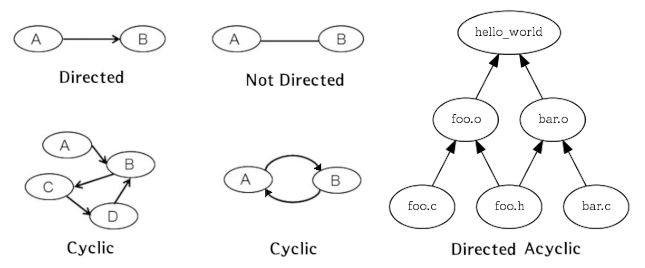 A B
Directed
A B
Not Directed
A
B
C
D
Cyclic
A B
Cyclic
hello_world
foo.o bar.o
foo.c foo.h bar.c
Directed Acyclic